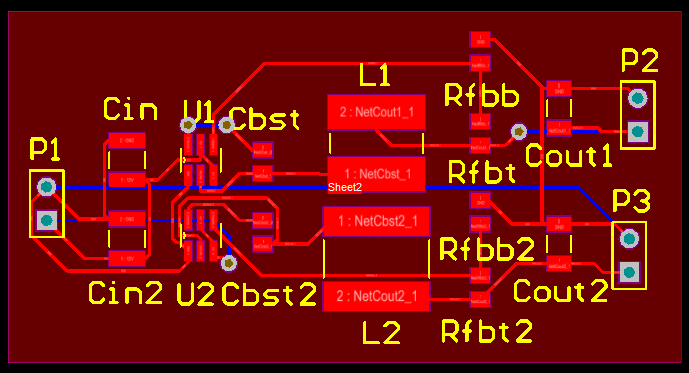 P2
L1
Rfbb
Cin
U1
Cbst
2 : NetCout1_1
Cout1
P1
1 : NetCbst_1
Rfbt
Sheet2
P3
1 : NetCbst2_1
Rfbb2
Cin2
U2
Cbst2
2 : NetCout2_1
Cout2
L2
Rfbt2